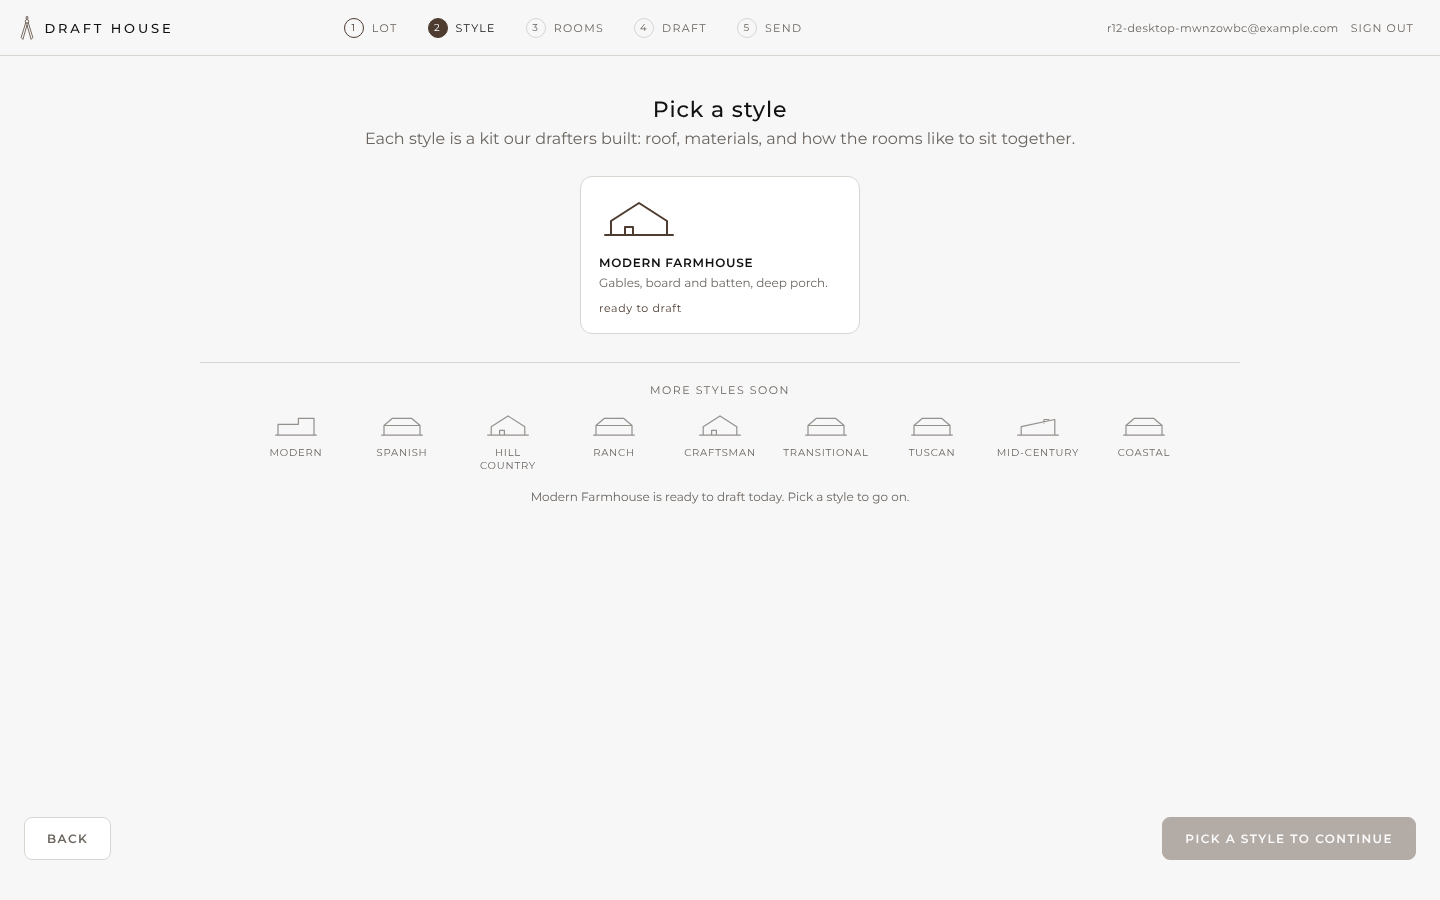 DRAFT HOUSE
1 LOT
2 STYLE
3 ROOMS
4 DRAFT
5 SEND
r12-desktop-mwnzowbc@example.com
SIGN OUT
Pick a style
Each style is a kit our drafters built: roof, materials, and how the rooms like to sit together.
MODERN FARMHOUSE
Gables, board and batten, deep porch.
ready to draft
MORE STYLES SOON
MODERN
SPANISH
HILL
COUNTRY
RANCH
CRAFTSMAN
TRANSITIONAL
TUSCAN
MID-CENTURY
COASTAL
Modern Farmhouse is ready to draft today. Pick a style to go on.
BACK
PICK A STYLE TO CONTINUE